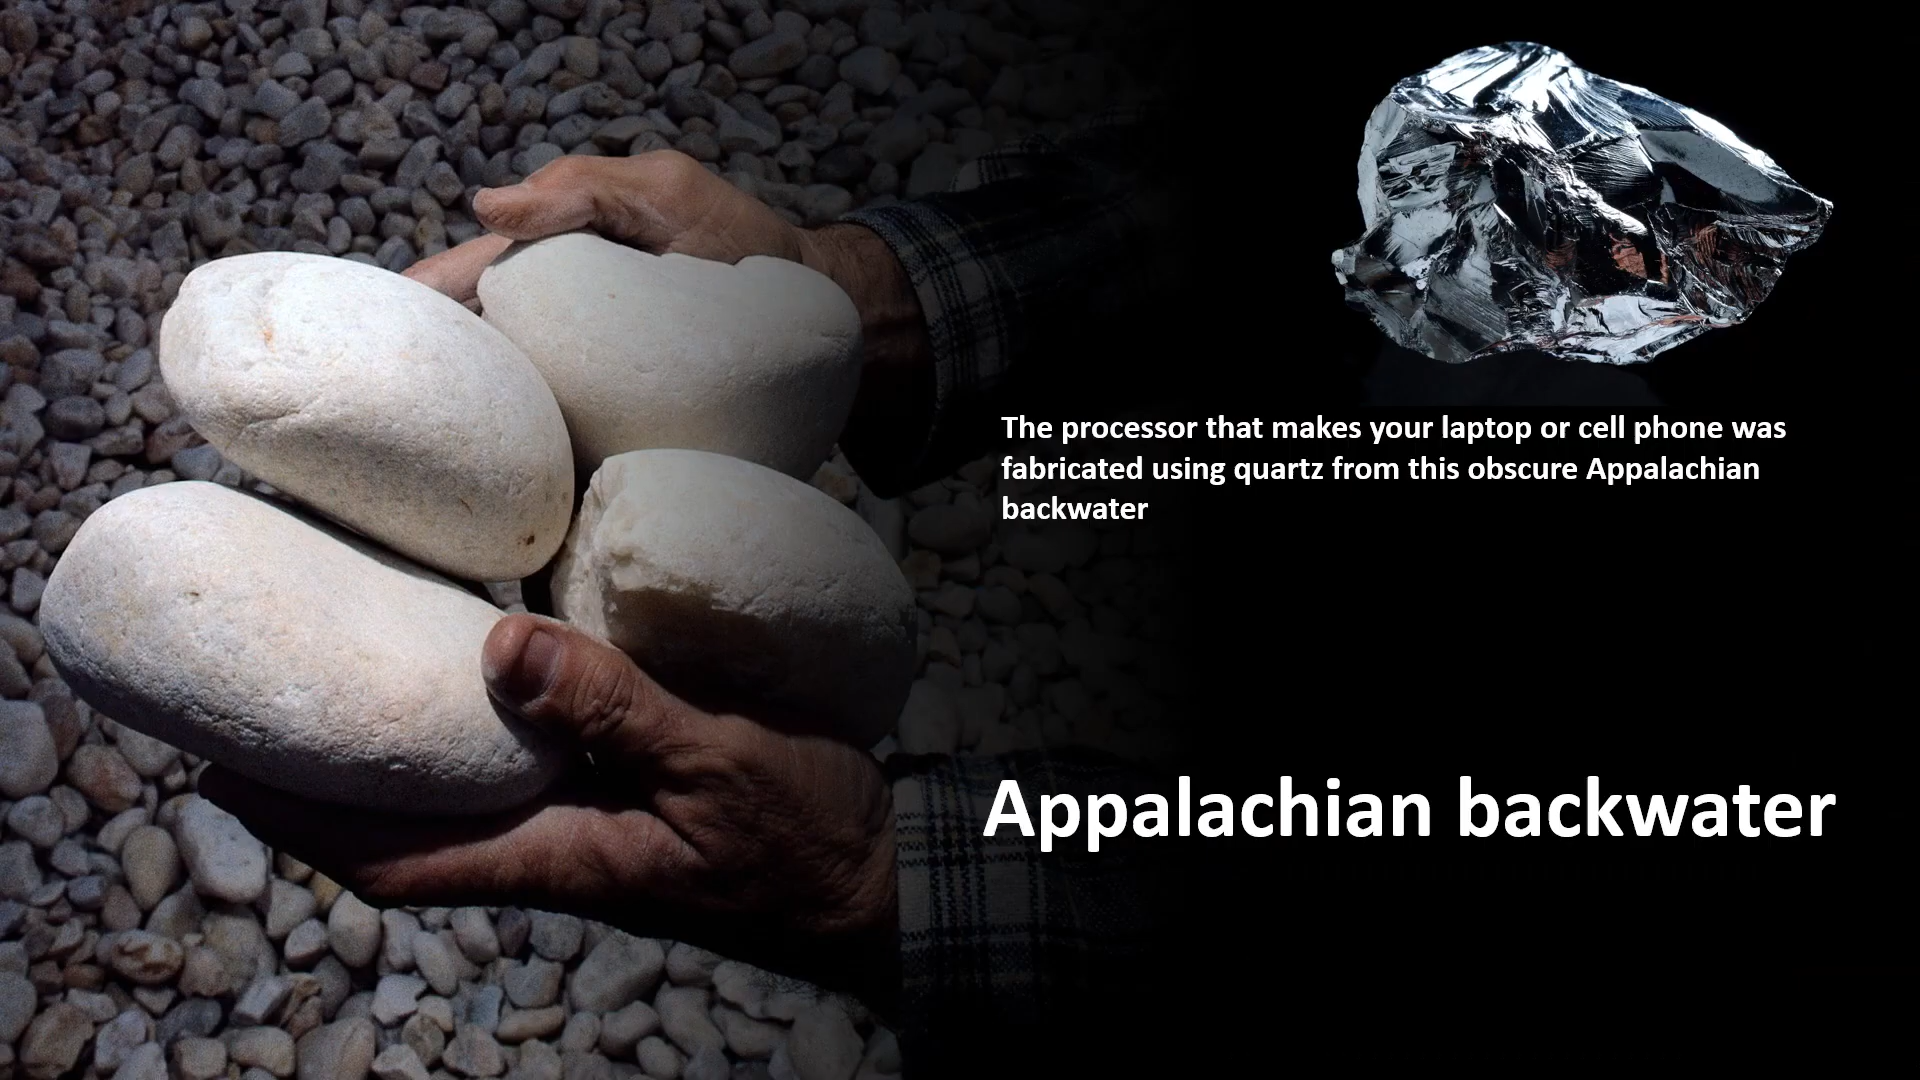 The processor that makes your laptop or cell phone was
fabricated using quartz from this obscure Appalachian
backwater
Appalachian backwater